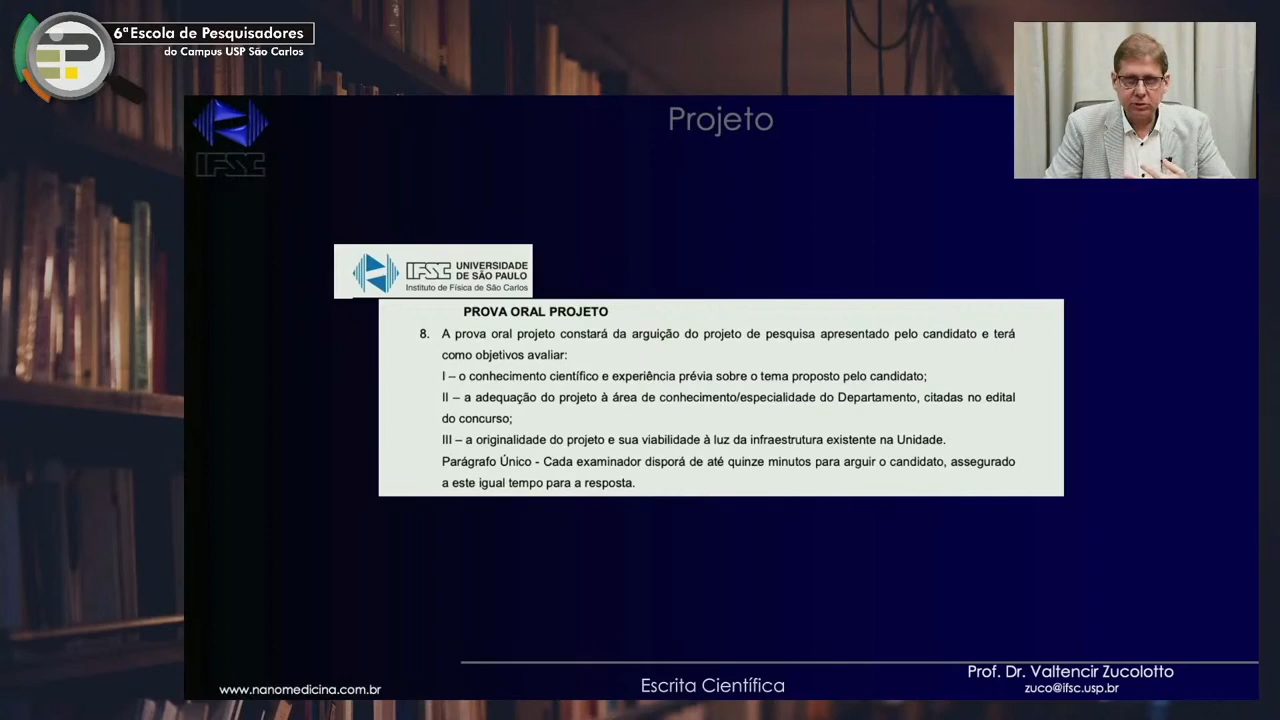 6ª Escola de Pesquisadores
do Campus USP São Carlos
Projeto
IFSC
IFSC UNIVERSIDADE
DE SÃO PAULO
Instituto de Física de São Carlos
PROVA ORAL PROJETO
8. A prova oral projeto constará da arguição do projeto de pesquisa apresentado pelo candidato e terá
como objetivos avaliar:
I – o conhecimento científico e experiência prévia sobre o tema proposto pelo candidato;
II – a adequação do projeto à área de conhecimento/especialidade do Departamento, citadas no edital
do concurso;
III – a originalidade do projeto e sua viabilidade à luz da infraestrutura existente na Unidade.
Parágrafo Único - Cada examinador disporá de até quinze minutos para arguir o candidato, assegurado
a este igual tempo para a resposta.
Prof. Dr. Valtencir Zucolotto
www.nanomedicina.com.br
Escrita Científica
zuco@ifsc.usp.br